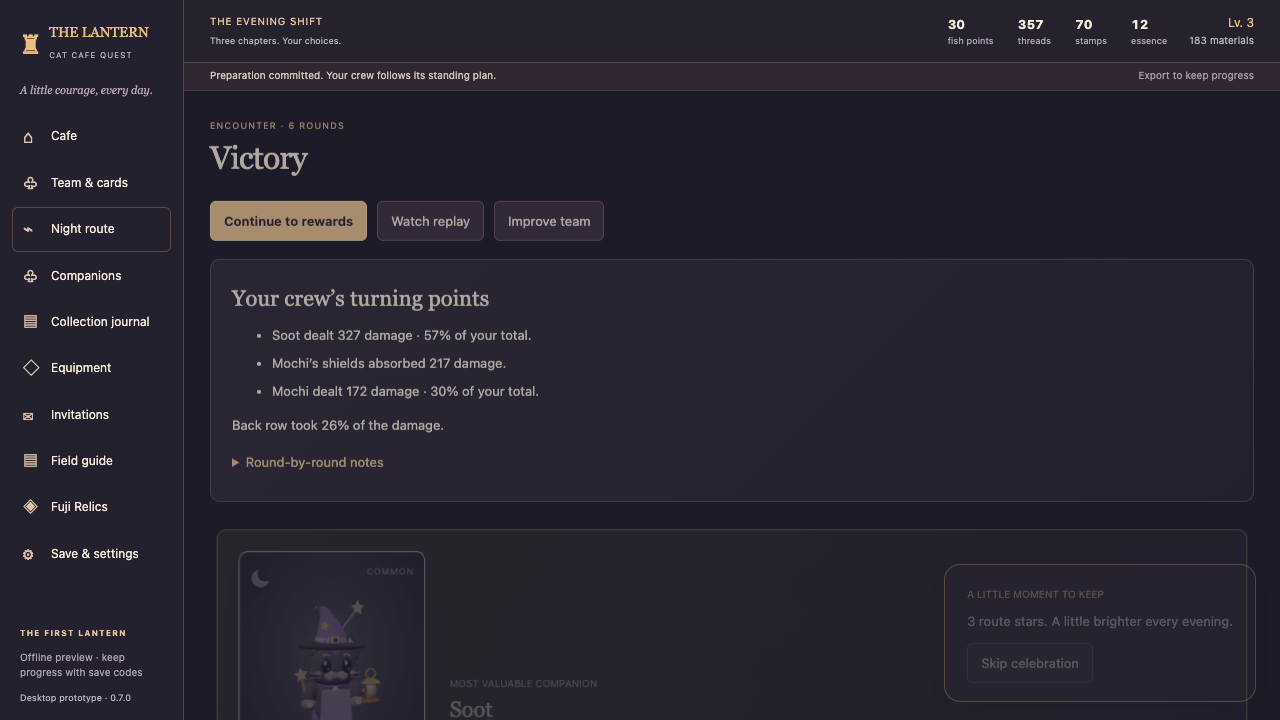 THE LANTERN
CAT CAFE QUEST
A little courage, every day.
Cafe
Team & cards
Night route
Companions
Collection journal
Equipment
Invitations
Field guide
Fuji Relics
Save & settings
THE FIRST LANTERN
Offline preview · keep
progress with save codes
Desktop prototype · 0.7.0
THE EVENING SHIFT
Three chapters. Your choices.
30
fish points
357
threads
70
stamps
12
essence
Lv. 3
183 materials
Preparation committed. Your crew follows its standing plan.
Export to keep progress
ENCOUNTER · 6 ROUNDS
Victory
Continue to rewards
Watch replay
Improve team
Your crew’s turning points
• Soot dealt 327 damage · 57% of your total.
• Mochi’s shields absorbed 217 damage.
• Mochi dealt 172 damage · 30% of your total.
Back row took 26% of the damage.
Round-by-round notes
COMMON
MOST VALUABLE COMPANION
Soot
A LITTLE MOMENT TO KEEP
3 route stars. A little brighter every evening.
Skip celebration